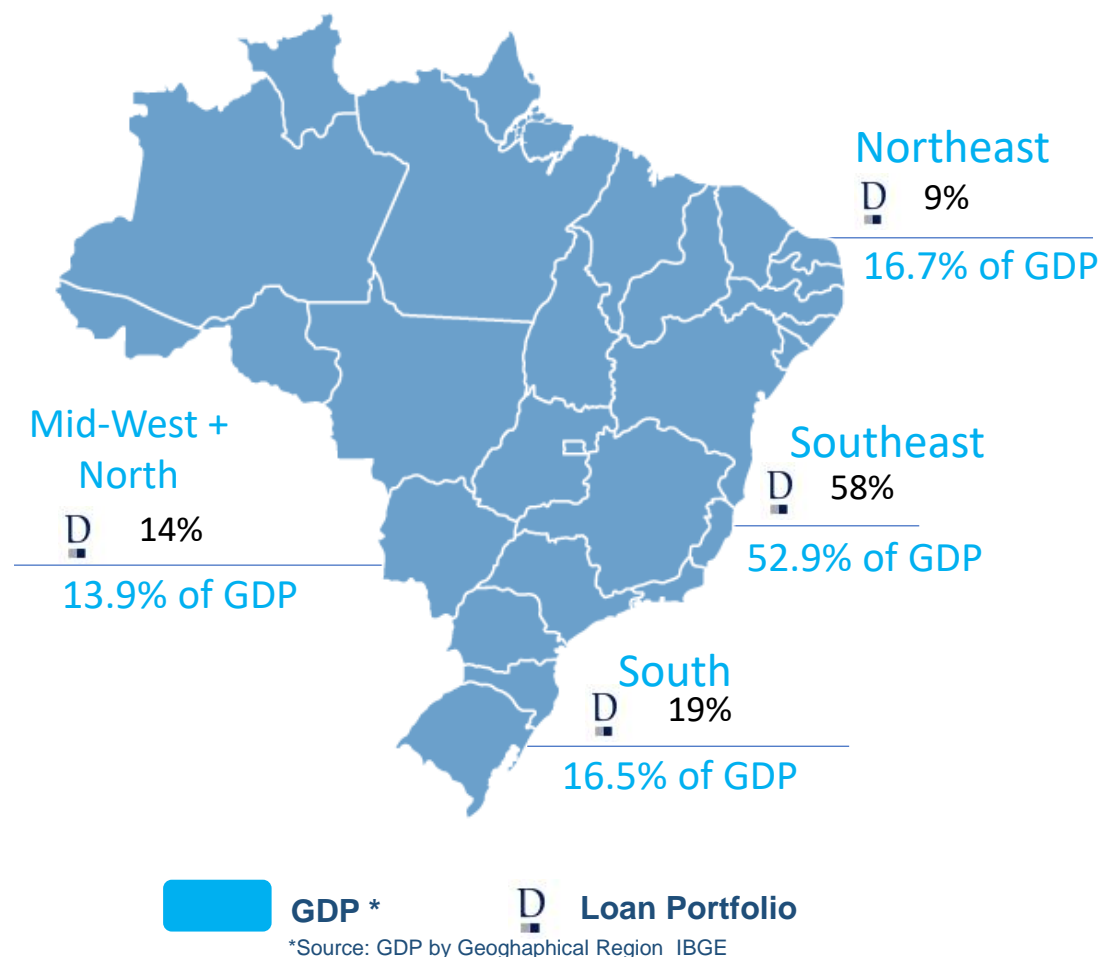 Northeast
D 9%
16.7% of GDP
Mid-West +
North
D 14%
13.9% of GDP
Southeast
D 58%
52.9% of GDP
South
D 19%
16.5% of GDP
GDP * D Loan Portfolio
*Source: GDP by Geoghaphical Region IBGE